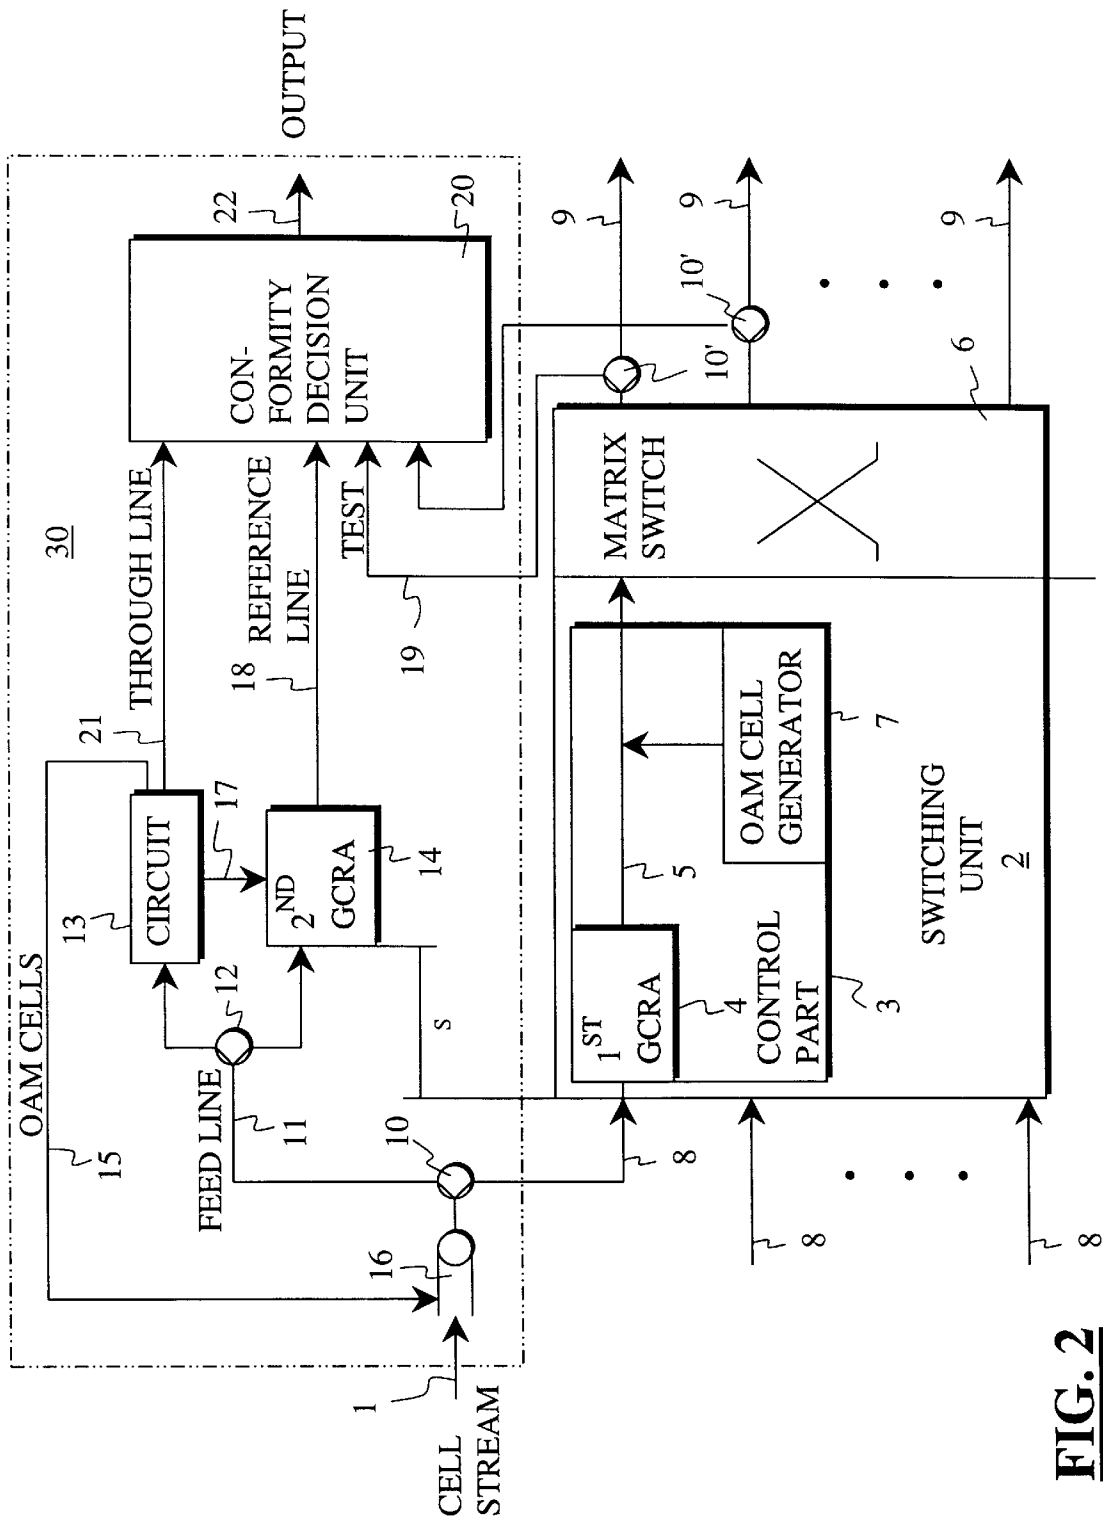 OUTPUT
30
22
20
CON-
FORMITY
DECISION
UNIT
THROUGH LINE
21
REFERENCE
LINE
18
TEST
19
OAM CELLS
15
13
CIRCUIT
17
2ND
GCRA
14
12
FEED LINE
11
S
10
16
1
CELL
STREAM
9
9
9
10'
10'
6
MATRIX
SWITCH
5
OAM CELL
GENERATOR
7
1ST
GCRA
4
CONTROL
PART
3
SWITCHING
UNIT
2
8
8
8
FIG. 2